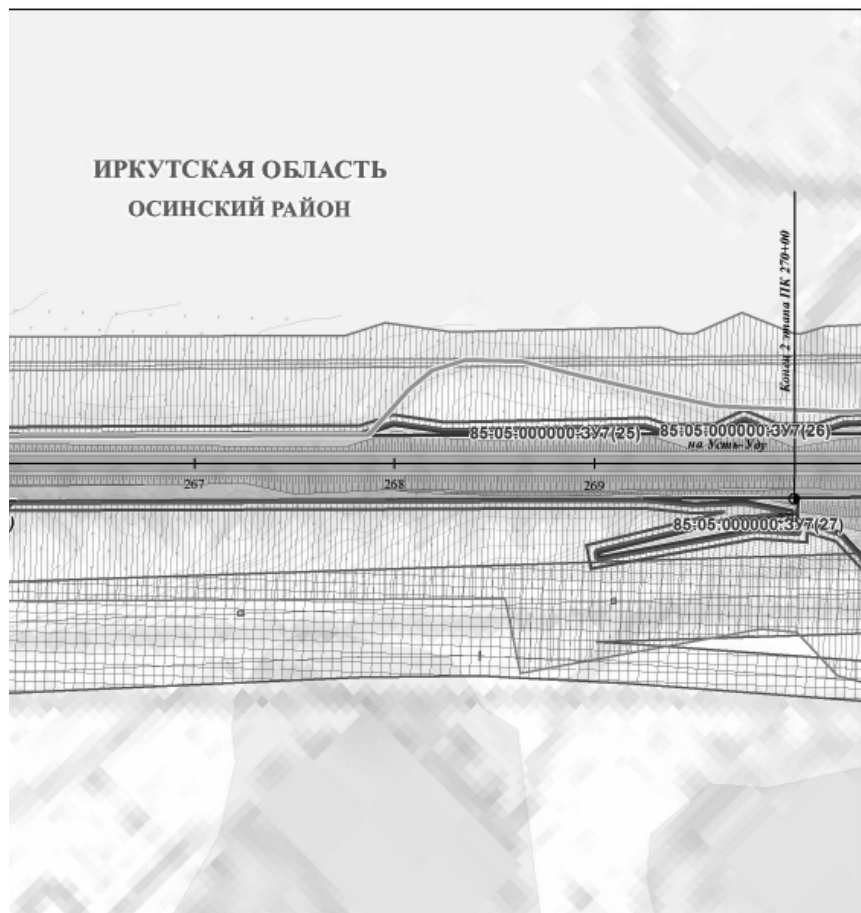 ИРКУТСКАЯ ОБЛАСТЬ
ОСИНСКИЙ РАЙОН
Конец 2 этапа ПК 270+00
85-05-000000-ЗУ7(25)
85-05-000000-ЗУ7(26)
на Усть-Уду
267
268
269
)
85-05-000000-ЗУ7(27)